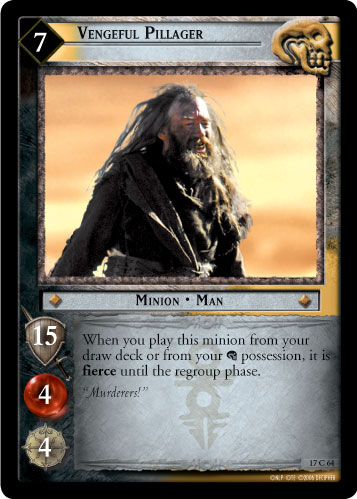 7
Vengeful Pillager
Minion • Man
15
When you play this minion from your
draw deck or from your possession, it is
fierce until the regroup phase.
4
"Murderers!"
4
17 C 64